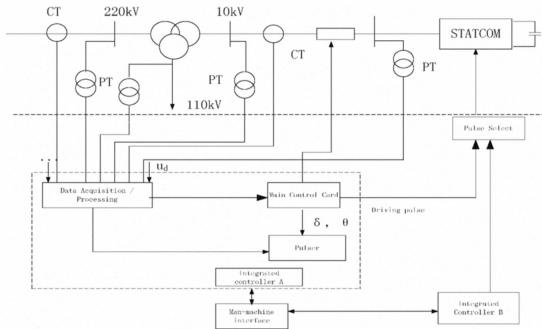 CT
220kV
10kV
STATCOM
CT
PT
PT
PT
110kV
Pulse Select
...
u_d
Data Acquisition /
Processing
Main Control Card
Driving pulse
δ , θ
Pulser
Integrated
controller A
Man-machine
interface
Integrated
Controller B